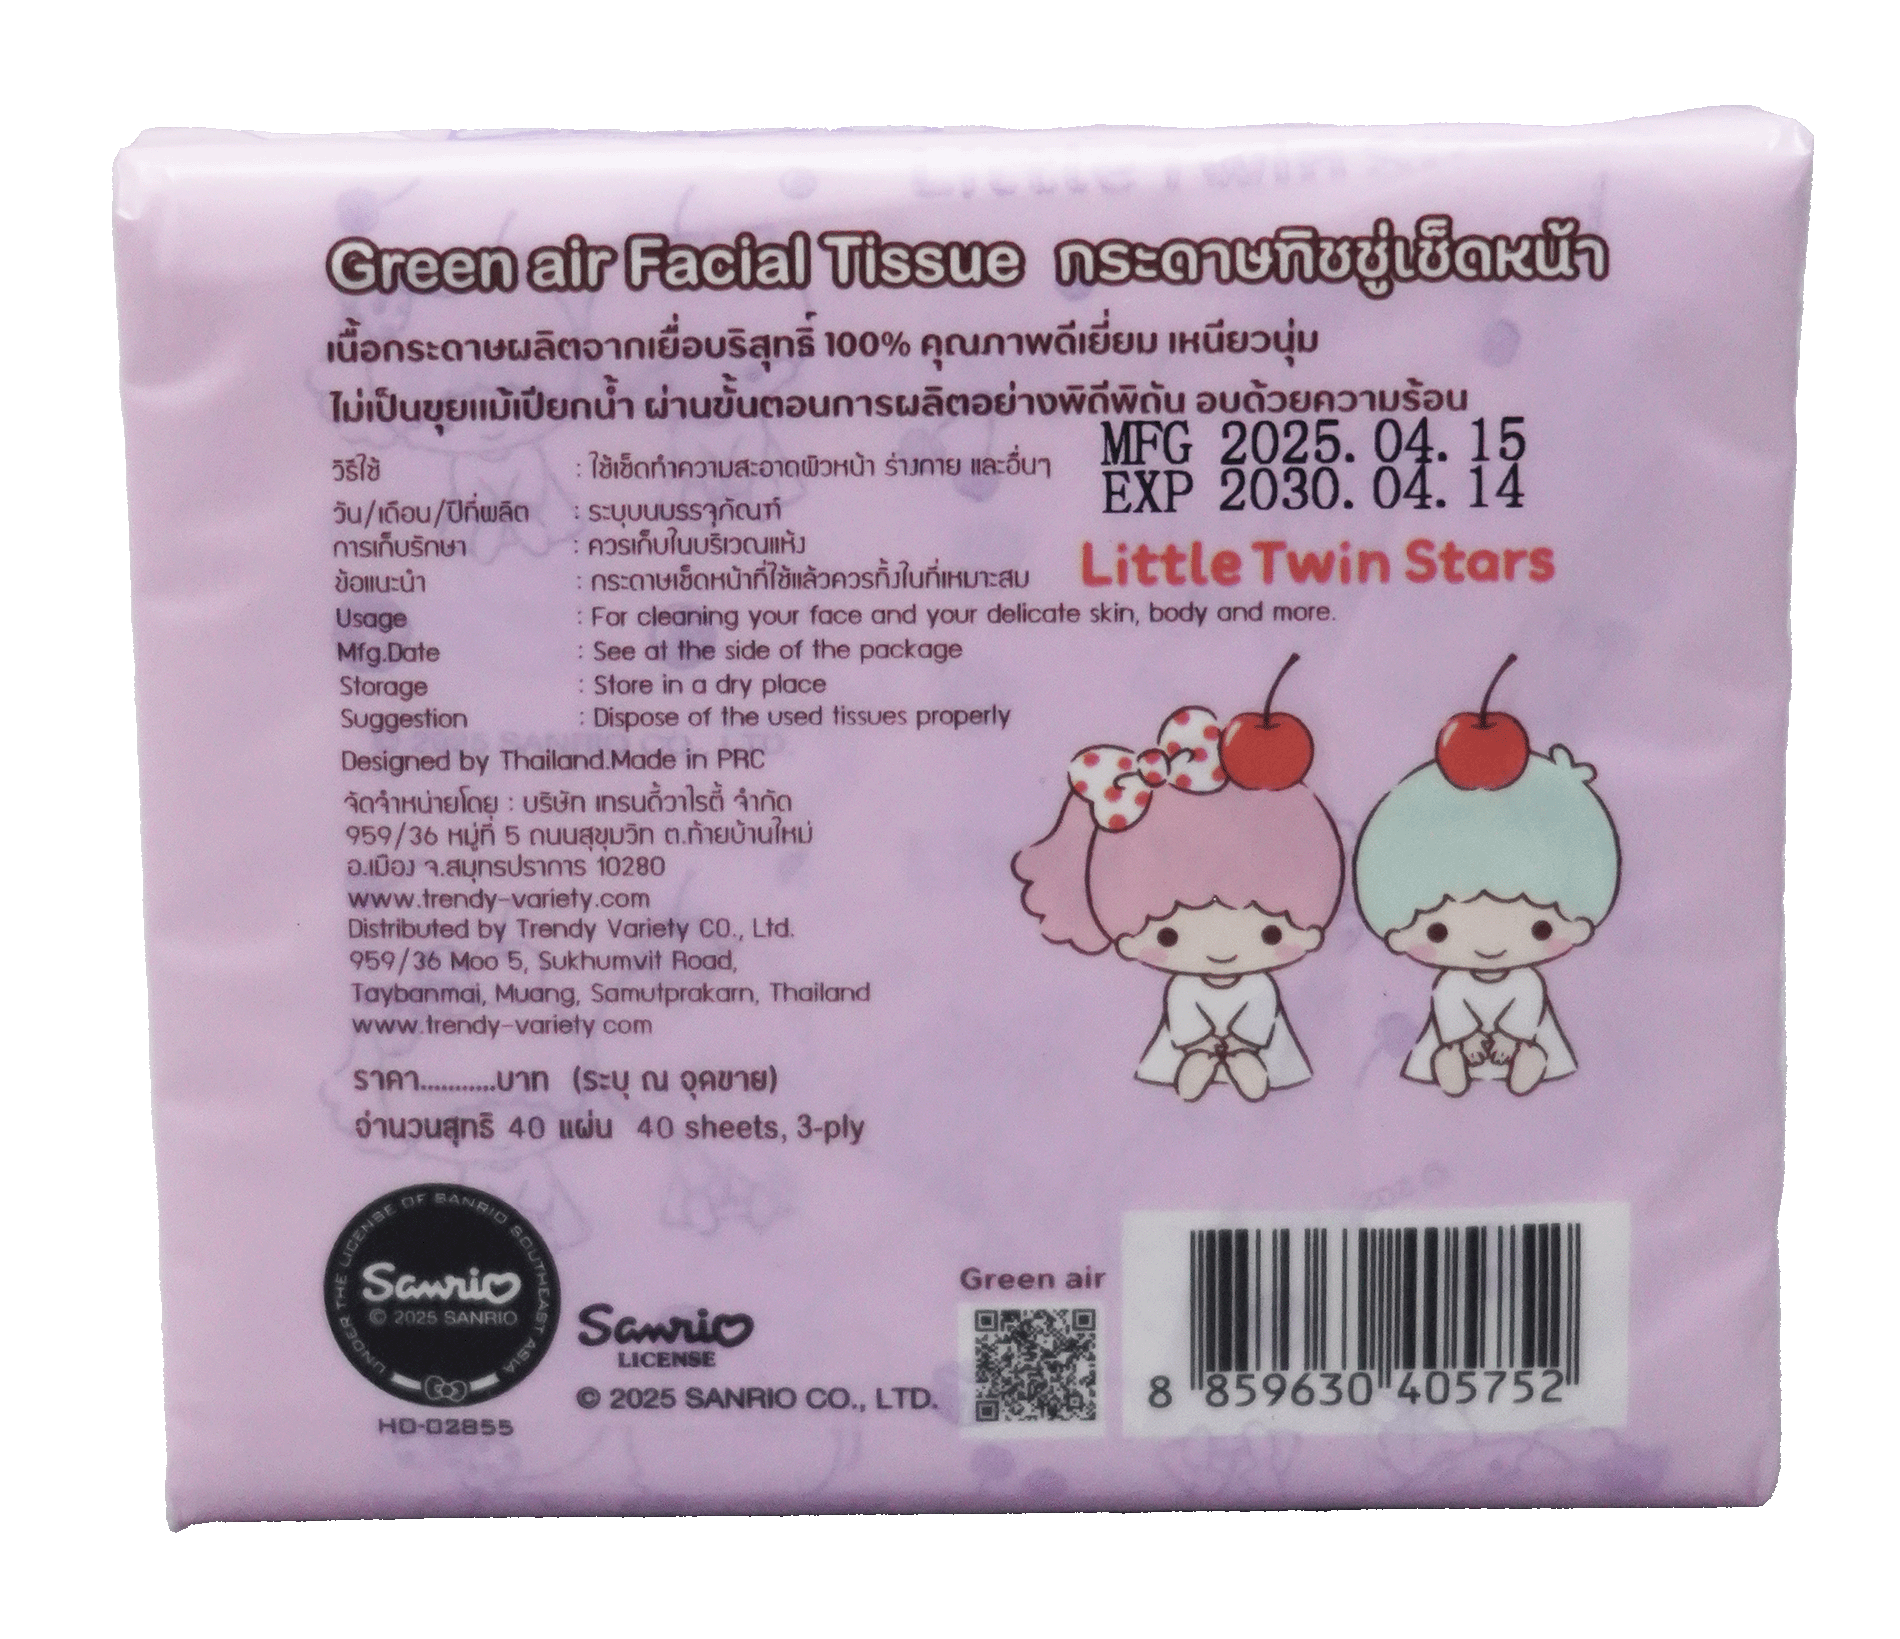 Green air Facial Tissue กระดาษทิชชู่เช็ดหน้า
เนื้อกระดาษผลิตจากเยื่อบริสุทธิ์ 100% คุณภาพดีเยี่ยม เหนียวนุ่ม
ไม่เป็นขุยแม้เปียกน้ำ ผ่านขั้นตอนการผลิตอย่างพิถีพิถัน อบด้วยความร้อน
MFG 2025. 04. 15
EXP 2030. 04. 14
วิธีใช้ : ใช้เช็ดทำความสะอาดผิวหน้า ร่างกาย และอื่นๆ
วัน/เดือน/ปีที่ผลิต : ระบุบนบรรจุภัณฑ์
การเก็บรักษา : ควรเก็บในบริเวณแห้ง
ข้อแนะนำ : กระดาษเช็ดหน้าที่ใช้แล้วควรทิ้งในที่เหมาะสม
Little Twin Stars
Usage : For cleaning your face and your delicate skin, body and more.
Mfg.Date : See at the side of the package
Storage : Store in a dry place
Suggestion : Dispose of the used tissues properly
Designed by Thailand.Made in PRC
จัดจำหน่ายโดย : บริษัท เทรนดี้วาไรตี้ จำกัด
959/36 หมู่ที่ 5 ถนนสุขุมวิท ต.ท้ายบ้านใหม่
อ.เมือง จ.สมุทรปราการ 10280
www.trendy-variety.com
Distributed by Trendy Variety CO., Ltd.
959/36 Moo 5, Sukhumvit Road,
Taybanmai, Muang, Samutprakarn, Thailand
www.trendy-variety com
ราคา...........บาท (ระบุ ณ จุดขาย)
จำนวนสุทธิ 40 แผ่น 40 sheets, 3-ply
UNDER THE LICENSE OF SANRIO SOUTHEAST ASIA
Sanrio
© 2025 SANRIO
HD-02855
Sanrio
LICENSE
© 2025 SANRIO CO., LTD.
Green air
8 859630 405752